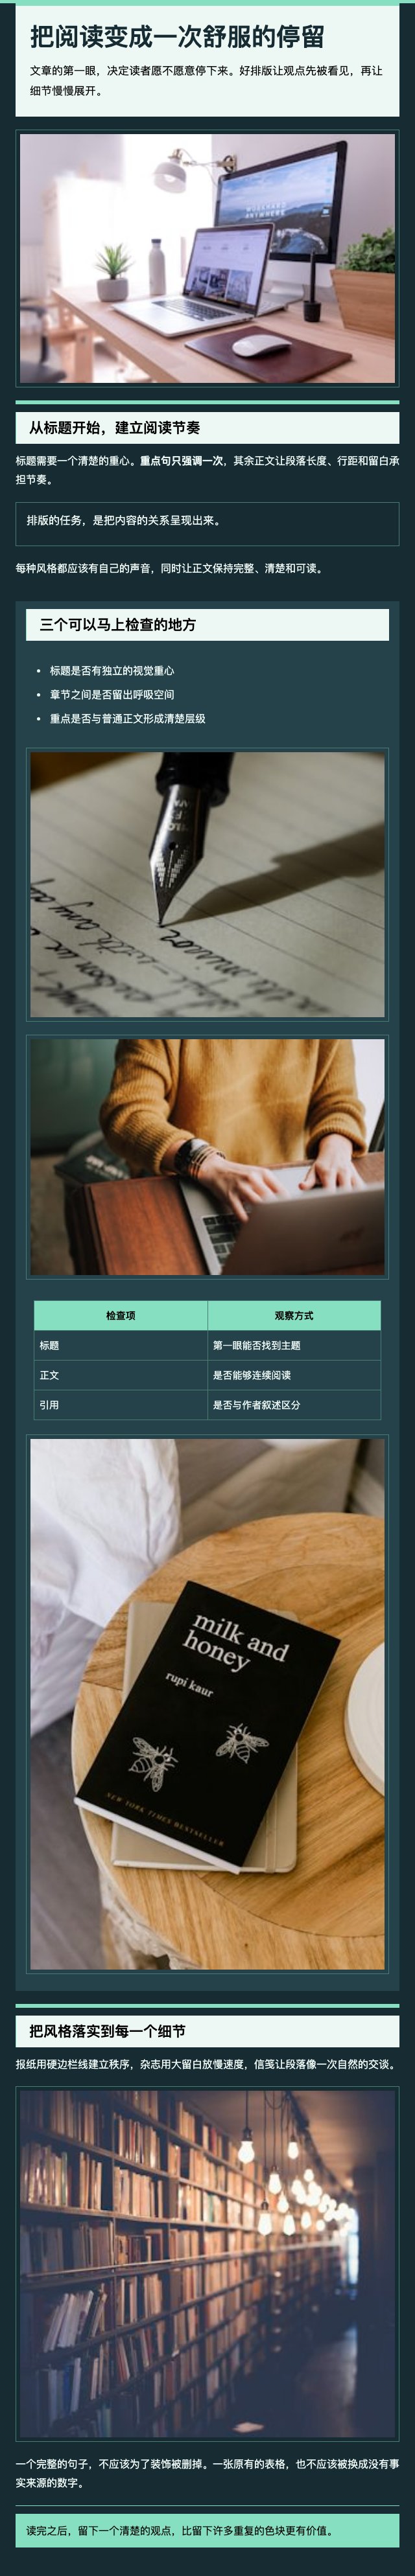 把阅读变成一次舒服的停留
文章的第一眼，决定读者愿不愿意停下来。好排版让观点先被看见，再让
细节慢慢展开。
WORKHARD
ANYWHERE
从标题开始，建立阅读节奏
标题需要一个清楚的重心。重点句只强调一次，其余正文让段落长度、行距和留白承
担节奏。
排版的任务，是把内容的关系呈现出来。
每种风格都应该有自己的声音，同时让正文保持完整、清楚和可读。
三个可以马上检查的地方
• 标题是否有独立的视觉重心
• 章节之间是否留出呼吸空间
• 重点是否与普通正文形成清楚层级
检查项 观察方式
标题 第一眼能否找到主题
正文 是否能够连续阅读
引用 是否与作者叙述区分
milk and
honey
rupi kaur
NEW YORK TIMES BESTSELLER
把风格落实到每一个细节
报纸用硬边栏线建立秩序，杂志用大留白放慢速度，信笺让段落像一次自然的交谈。
一个完整的句子，不应该为了装饰被删掉。一张原有的表格，也不应该被换成没有事
实来源的数字。
读完之后，留下一个清楚的观点，比留下许多重复的色块更有价值。